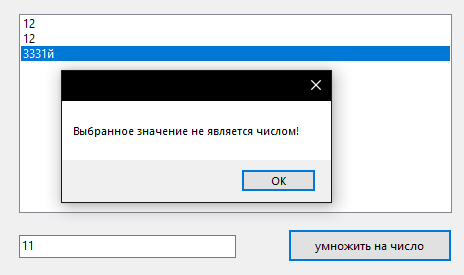 12
12
3331й
Выбранное значение не является числом!
OK
11
умножить на число